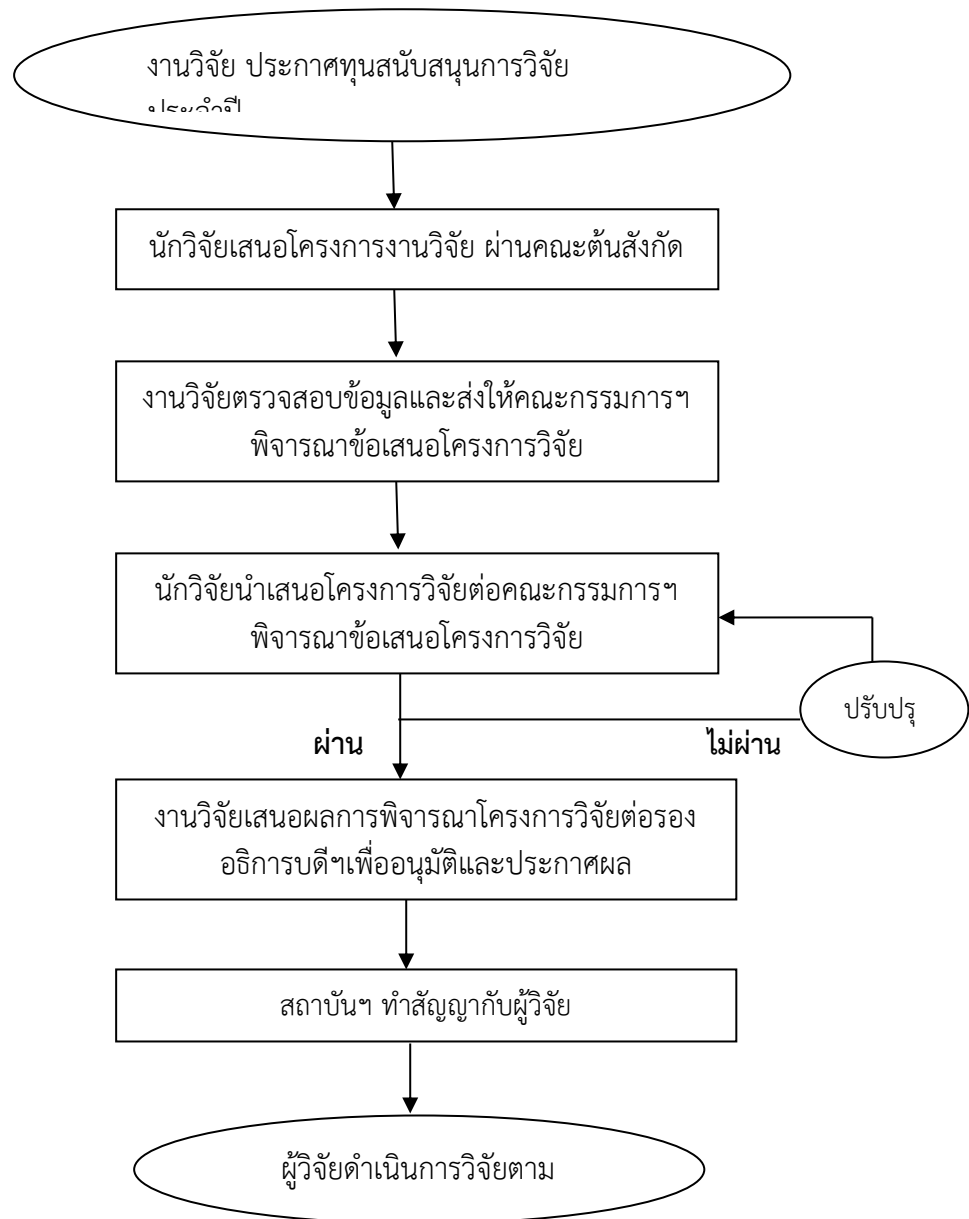 งานวิจัย ประกาศทุนสนับสนุนการวิจัย
ประจำปี
นักวิจัยเสนอโครงการงานวิจัย ผ่านคณะต้นสังกัด
งานวิจัยตรวจสอบข้อมูลและส่งให้คณะกรรมการฯ
พิจารณาข้อเสนอโครงการวิจัย
นักวิจัยนำเสนอโครงการวิจัยต่อคณะกรรมการฯ
พิจารณาข้อเสนอโครงการวิจัย
ปรับปรุ
ผ่าน
ไม่ผ่าน
งานวิจัยเสนอผลการพิจารณาโครงการวิจัยต่อรอง
อธิการบดีฯเพื่ออนุมัติและประกาศผล
สถาบันฯ ทำสัญญากับผู้วิจัย
ผู้วิจัยดำเนินการวิจัยตาม